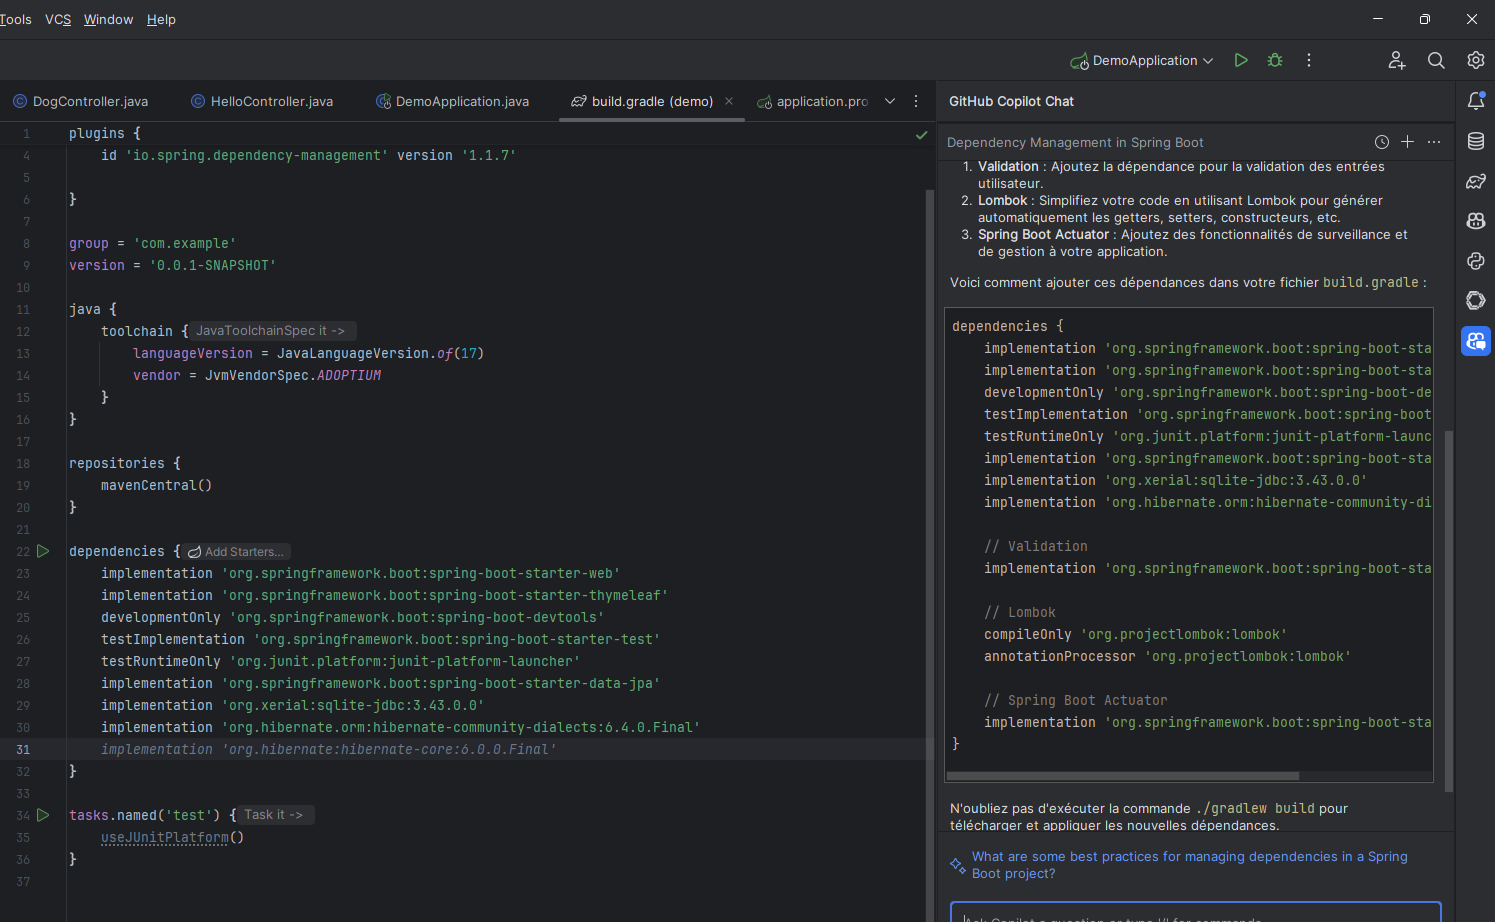 Tools VCS Window Help
DemoApplication
DogController.java HelloController.java DemoApplication.java build.gradle (demo) application.pro
1 plugins {
4 id 'io.spring.dependency-management' version '1.1.7'
5
6 }
7
8 group = 'com.example'
9 version = '0.0.1-SNAPSHOT'
10
11 java {
12 toolchain { JavaToolchainSpec it ->
13 languageVersion = JavaLanguageVersion.of(17)
14 vendor = JvmVendorSpec.ADOPTIUM
15 }
16 }
17
18 repositories {
19 mavenCentral()
20 }
21
22 dependencies { Add Starters...
23 implementation 'org.springframework.boot:spring-boot-starter-web'
24 implementation 'org.springframework.boot:spring-boot-starter-thymeleaf'
25 developmentOnly 'org.springframework.boot:spring-boot-devtools'
26 testImplementation 'org.springframework.boot:spring-boot-starter-test'
27 testRuntimeOnly 'org.junit.platform:junit-platform-launcher'
28 implementation 'org.springframework.boot:spring-boot-starter-data-jpa'
29 implementation 'org.xerial:sqlite-jdbc:3.43.0.0'
30 implementation 'org.hibernate.orm:hibernate-community-dialects:6.4.0.Final'
31 implementation 'org.hibernate:hibernate-core:6.0.0.Final'
32 }
33
34 tasks.named('test') { Task it ->
35 useJUnitPlatform()
36 }
37
GitHub Copilot Chat
Dependency Management in Spring Boot
1. Validation : Ajoutez la dépendance pour la validation des entrées
utilisateur.
2. Lombok : Simplifiez votre code en utilisant Lombok pour générer
automatiquement les getters, setters, constructeurs, etc.
3. Spring Boot Actuator : Ajoutez des fonctionnalités de surveillance et
de gestion à votre application.
Voici comment ajouter ces dépendances dans votre fichier build.gradle :
dependencies {
implementation 'org.springframework.boot:spring-boot-sta
implementation 'org.springframework.boot:spring-boot-sta
developmentOnly 'org.springframework.boot:spring-boot-de
testImplementation 'org.springframework.boot:spring-boot
testRuntimeOnly 'org.junit.platform:junit-platform-launc
implementation 'org.springframework.boot:spring-boot-sta
implementation 'org.xerial:sqlite-jdbc:3.43.0.0'
implementation 'org.hibernate.orm:hibernate-community-di
// Validation
implementation 'org.springframework.boot:spring-boot-sta
// Lombok
compileOnly 'org.projectlombok:lombok'
annotationProcessor 'org.projectlombok:lombok'
// Spring Boot Actuator
implementation 'org.springframework.boot:spring-boot-sta
}
N'oubliez pas d'exécuter la commande ./gradlew build pour
télécharger et appliquer les nouvelles dépendances.
What are some best practices for managing dependencies in a Spring
Boot project?
Ask Copilot a question or type '/' for commands